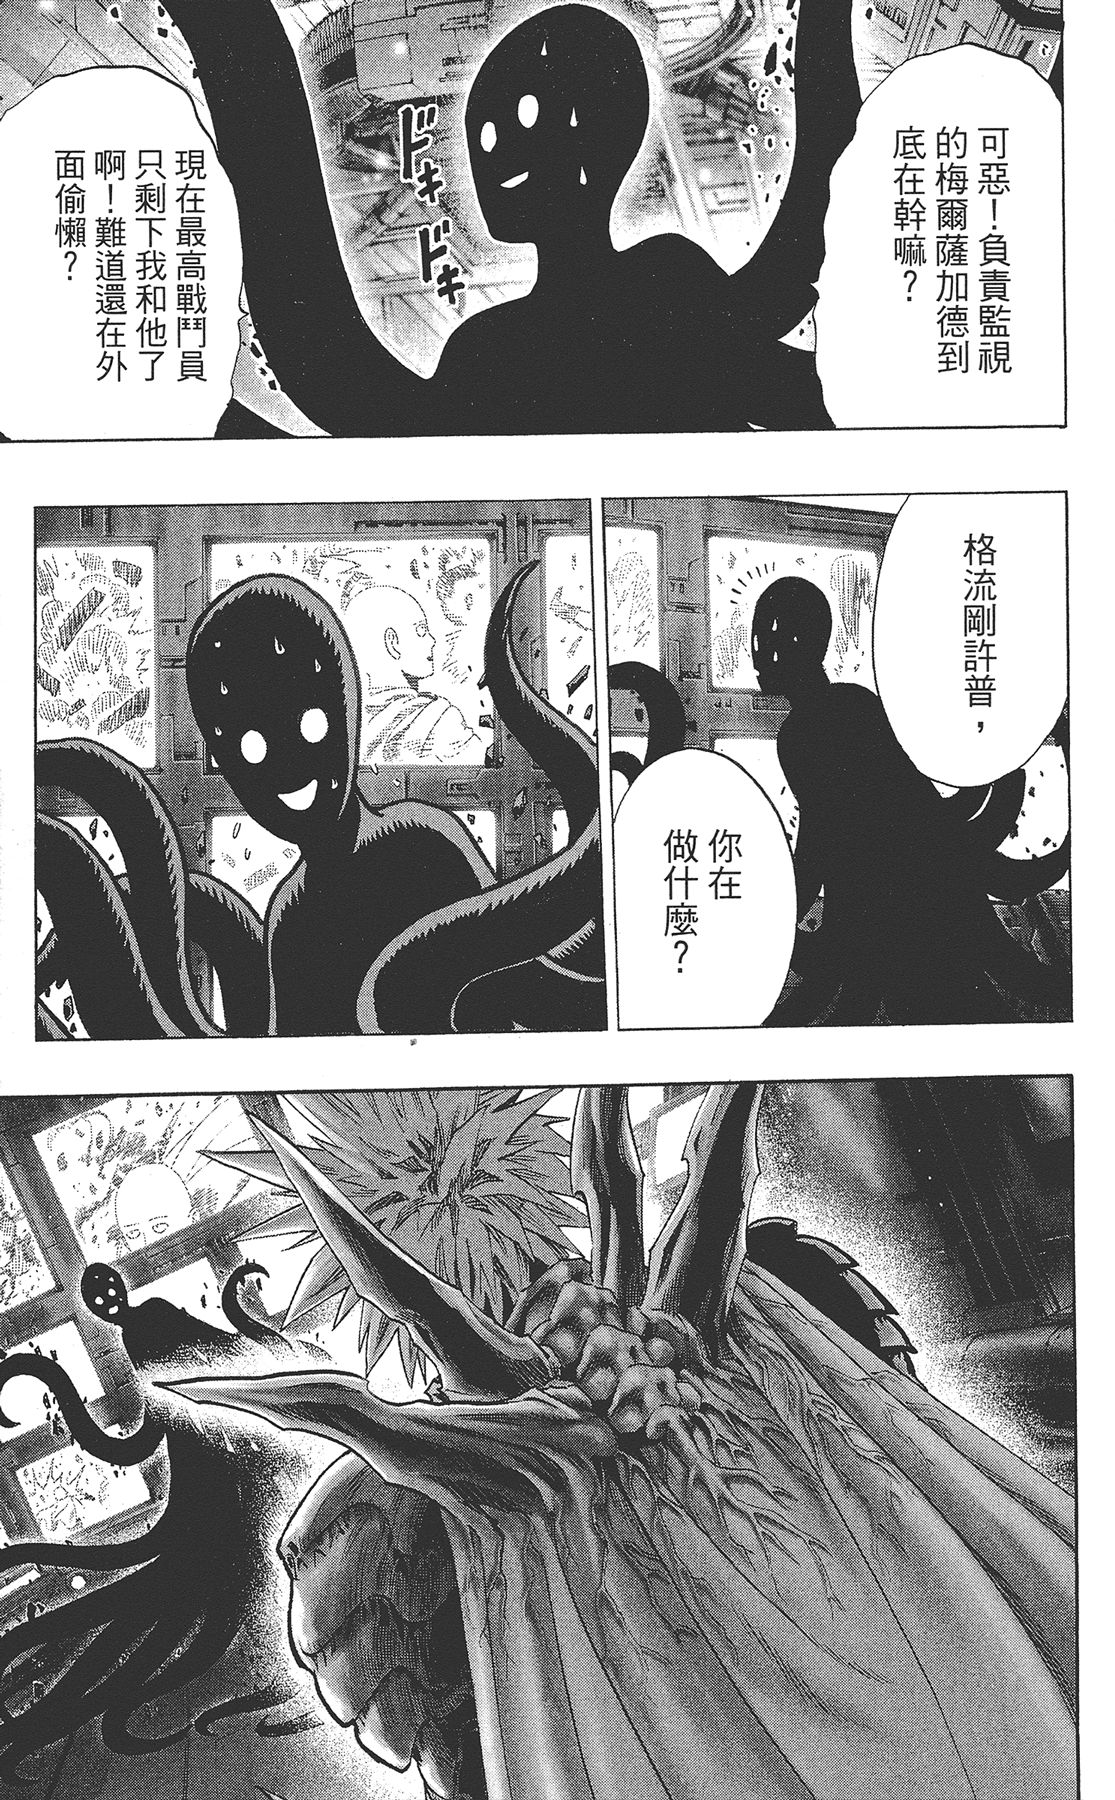 可惡！負責監視
的梅爾薩加德到
底在幹嘛？
現在最高戰鬥員
只剩下我和他了
啊！難道還在外
面偷懶？
ドキ
ドキ
格流剛許普，
你在
做什麼？